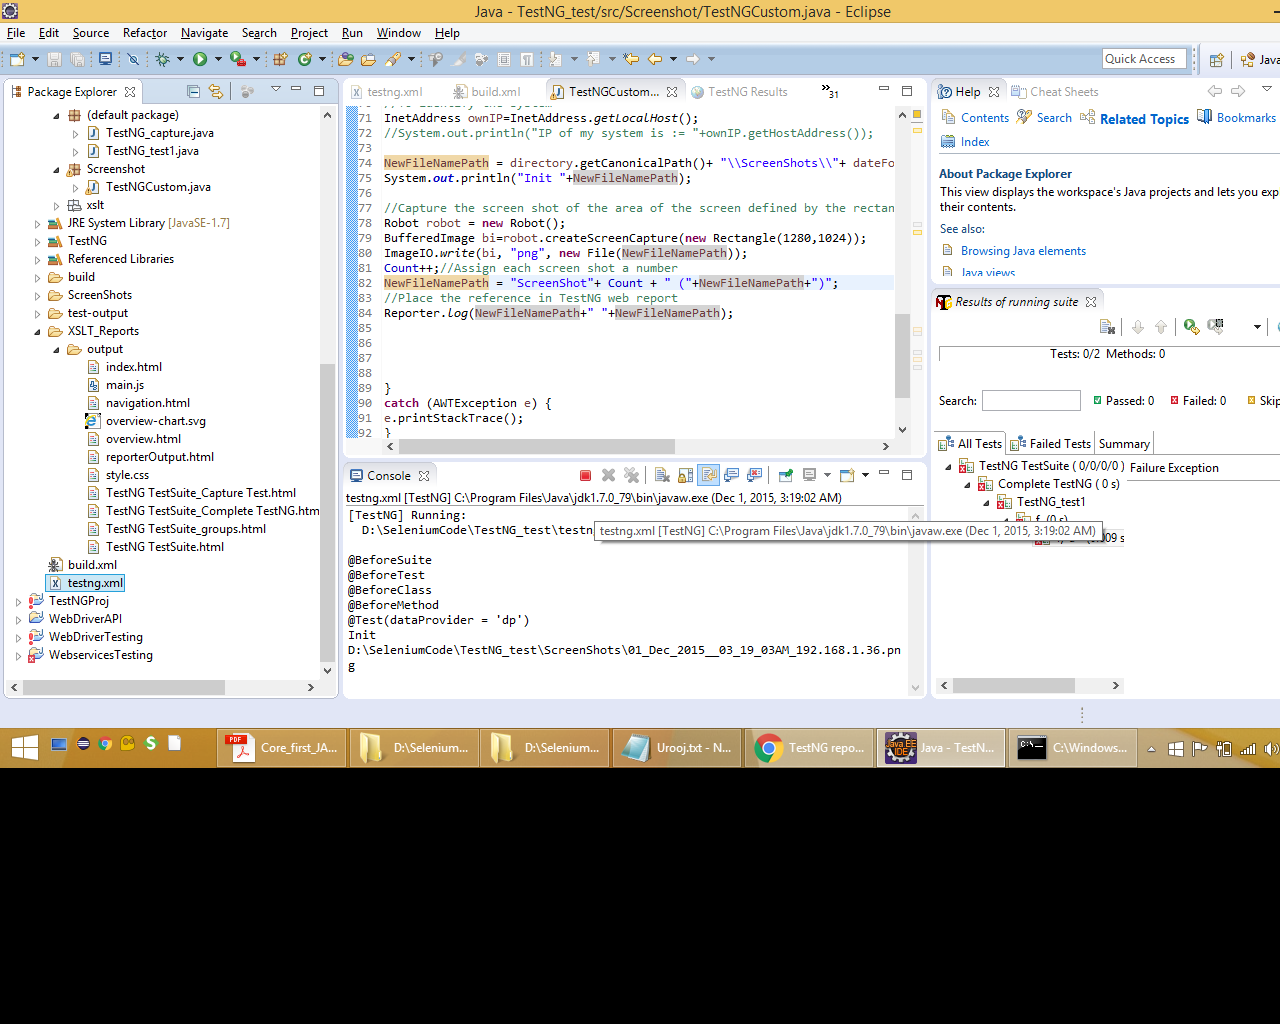 Java - TestNG_test/src/Screenshot/TestNGCustom.java - Eclipse
File Edit Source Refactor Navigate Search Project Run Window Help
Quick Access
Java
Package Explorer
(default package)
TestNG_capture.java
TestNG_test1.java
Screenshot
TestNGCustom.java
xslt
JRE System Library [JavaSE-1.7]
TestNG
Referenced Libraries
build
ScreenShots
test-output
XSLT_Reports
output
index.html
main.js
navigation.html
overview-chart.svg
overview.html
reporterOutput.html
style.css
TestNG TestSuite_Capture Test.html
TestNG TestSuite_Complete TestNG.htm
TestNG TestSuite_groups.html
TestNG TestSuite.html
build.xml
testng.xml
TestNGProj
WebDriverAPI
WebDriverTesting
WebservicesTesting
testng.xml build.xml TestNGCustom... TestNG Results 31
71 InetAddress ownIP=InetAddress.getLocalHost();
72 //System.out.println("IP of my system is := "+ownIP.getHostAddress());
73
74 NewFileNamePath = directory.getCanonicalPath()+ "\\ScreenShots\\"+ dateFo
75 System.out.println("Init "+NewFileNamePath);
76
77 //Capture the screen shot of the area of the screen defined by the rectan
78 Robot robot = new Robot();
79 BufferedImage bi=robot.createScreenCapture(new Rectangle(1280,1024));
80 ImageIO.write(bi, "png", new File(NewFileNamePath));
81 Count++;//Assign each screen shot a number
82 NewFileNamePath = "ScreenShot"+ Count + " ("+NewFileNamePath+")";
83 //Place the reference in TestNG web report
84 Reporter.log(NewFileNamePath+" "+NewFileNamePath);
85
86
87
88
89 }
90 catch (AWTException e) {
91 e.printStackTrace();
92 }
Console
testng.xml [TestNG] C:\Program Files\Java\jdk1.7.0_79\bin\javaw.exe (Dec 1, 2015, 3:19:02 AM)
[TestNG] Running:
D:\SeleniumCode\TestNG_test\testn
testng.xml [TestNG] C:\Program Files\Java\jdk1.7.0_79\bin\javaw.exe (Dec 1, 2015, 3:19:02 AM)
@BeforeSuite
@BeforeTest
@BeforeClass
@BeforeMethod
@Test(dataProvider = 'dp')
Init
D:\SeleniumCode\TestNG_test\ScreenShots\01_Dec_2015__03_19_03AM_192.168.1.36.pn
g
Help Cheat Sheets
Contents Search Related Topics Bookmarks
Index
About Package Explorer
This view displays the workspace's Java projects and lets you exp
their contents.
See also:
Browsing Java elements
Java views
Results of running suite
Tests: 0/2 Methods: 0
Search: Passed: 0 Failed: 0 Skip
All Tests Failed Tests Summary
TestNG TestSuite ( 0/0/0/0 ) Failure Exception
Complete TestNG ( 0 s)
TestNG_test1
f (0 s)
Core_first_JA... D:\Selenium... D:\Selenium... Urooj.txt - N... TestNG repo... Java - TestN... C:\Windows...